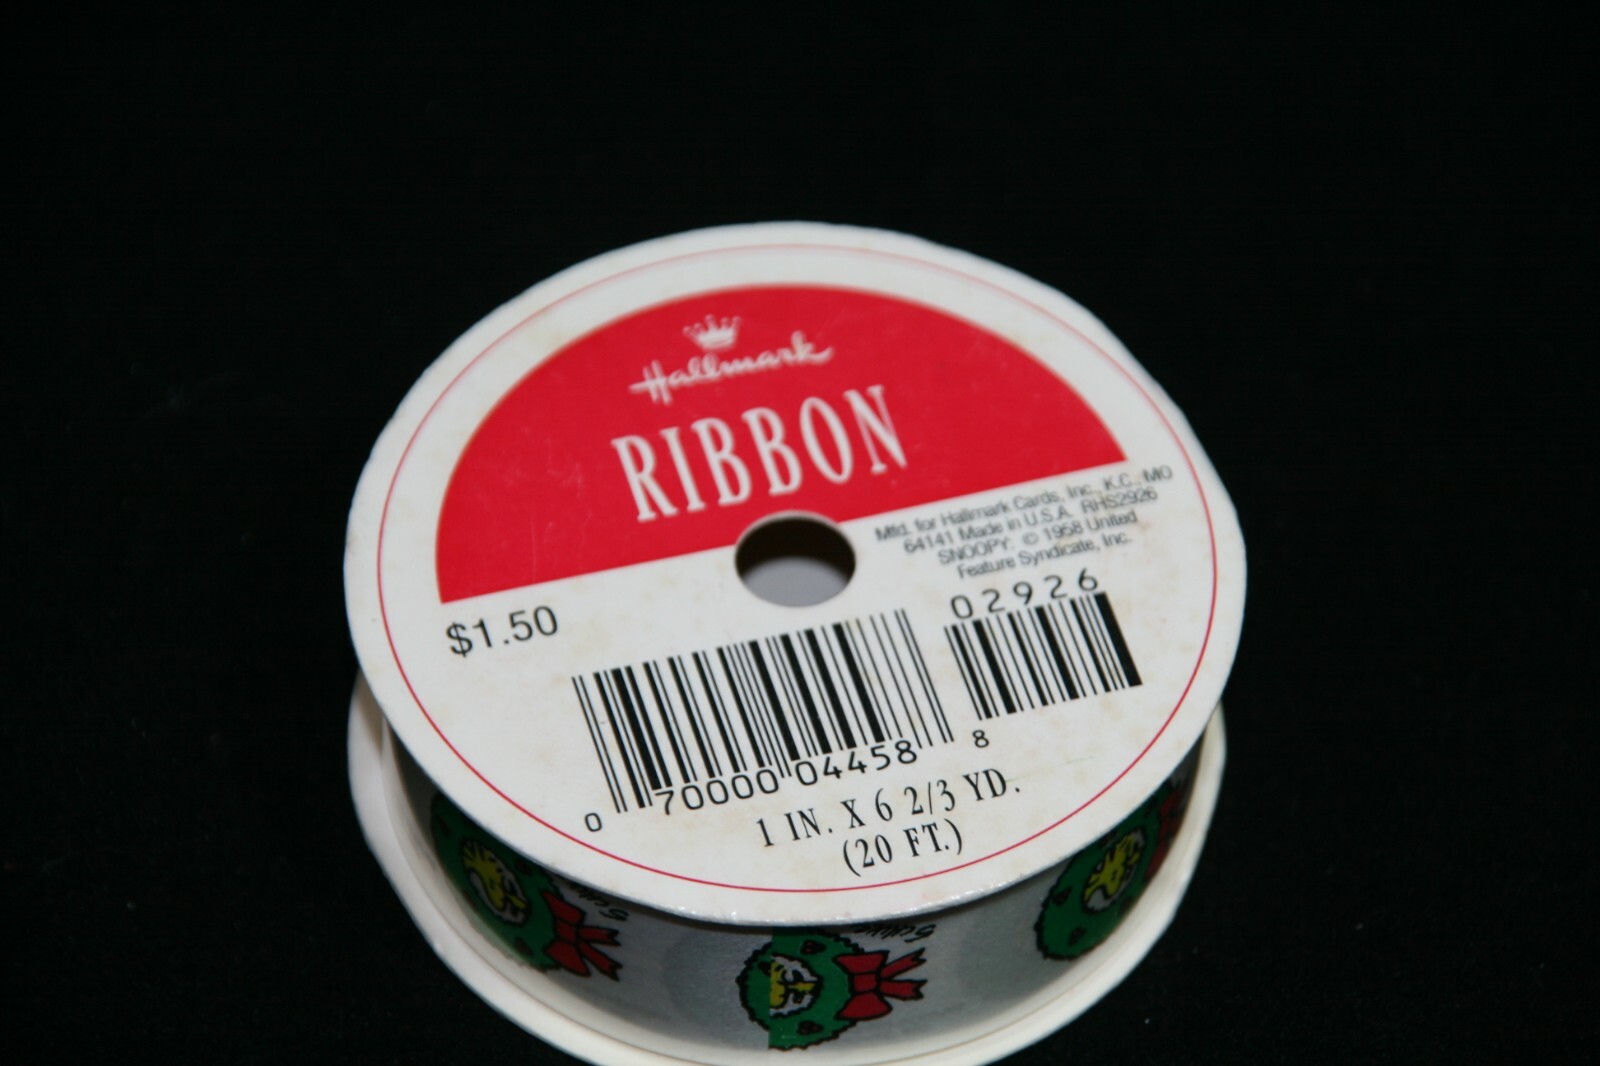 Hallmark
RIBBON
Mfd. for Hallmark Cards, Inc., K.C., MO
64141 Made in U.S.A. RHS2926
SNOOPY: © 1958 United
Feature Syndicate, Inc.
$1.50
02926
0 70000 04458 8
1 IN. X 6 2/3 YD.
(20 FT.)